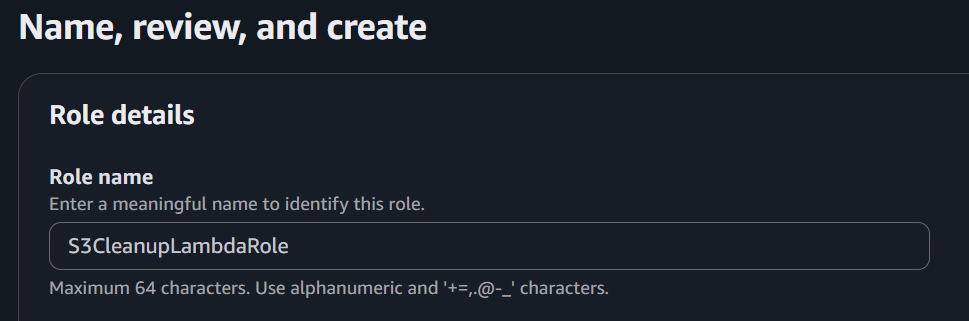 Name, review, and create
Role details
Role name
Enter a meaningful name to identify this role.
S3CleanupLambdaRole
Maximum 64 characters. Use alphanumeric and '+=,.@-_' characters.